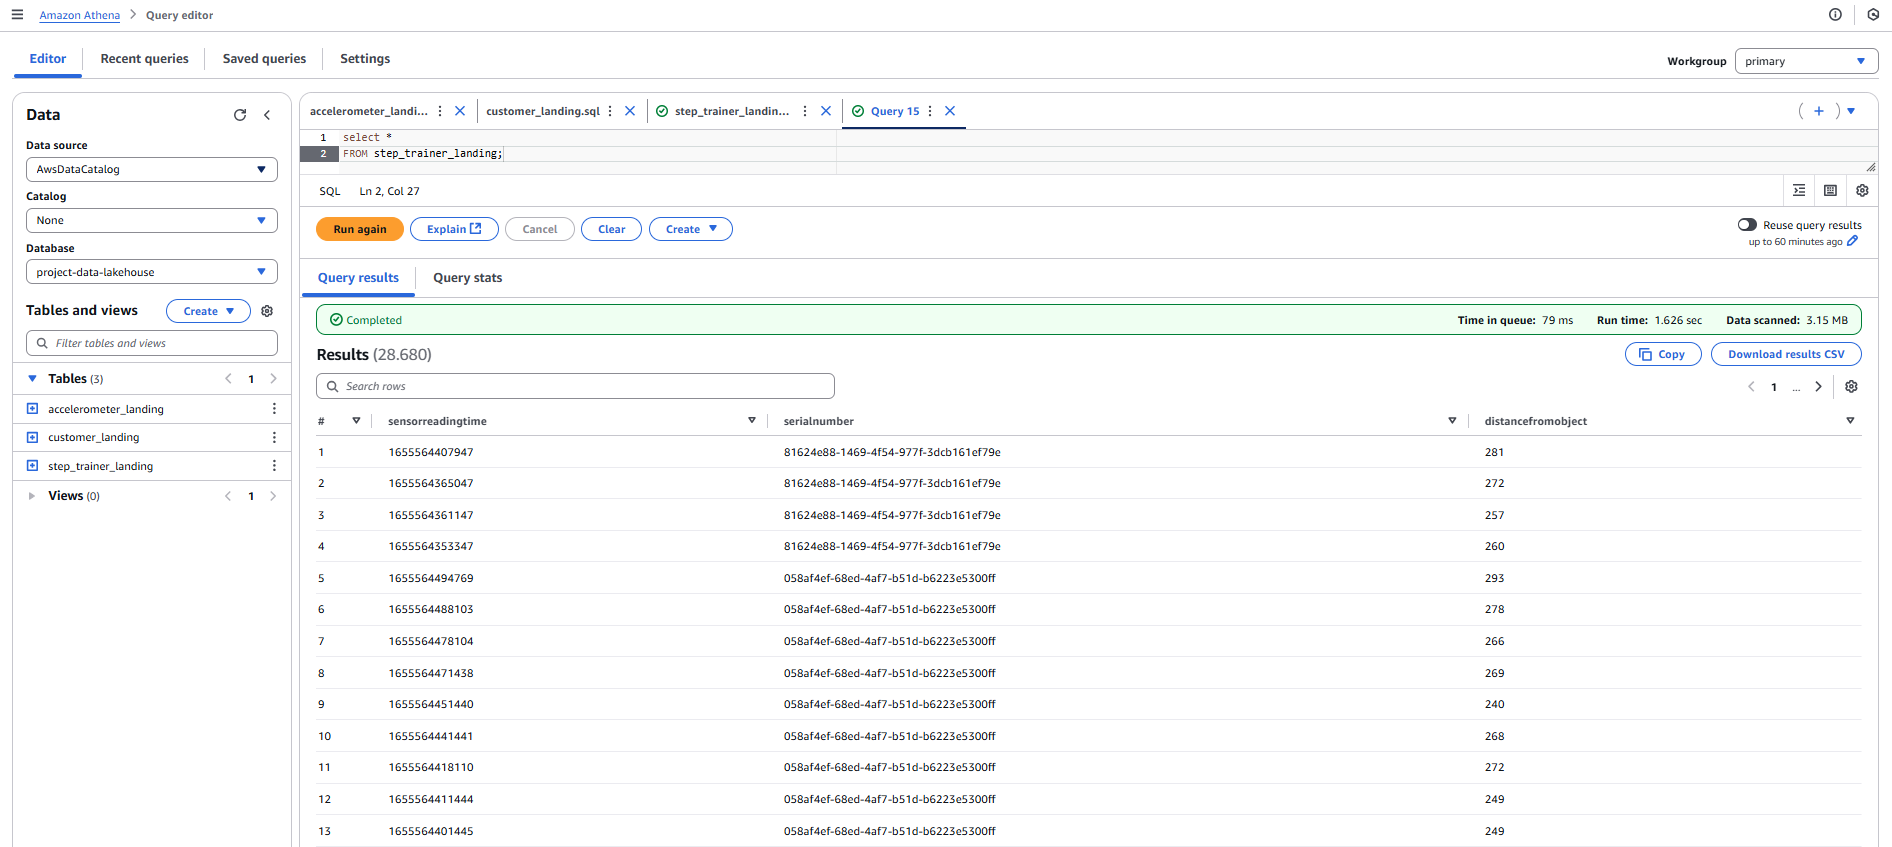 Amazon Athena > Query editor
Editor Recent queries Saved queries Settings
Workgroup primary
Data
Data source
AwsDataCatalog
Catalog
None
Database
project-data-lakehouse
Tables and views Create
Filter tables and views
Tables (3) 1
accelerometer_landing
customer_landing
step_trainer_landing
Views (0) 1
accelerometer_landi... customer_landing.sql step_trainer_landin... Query 15
1 select *
2 FROM step_trainer_landing;
SQL Ln 2, Col 27
Run again Explain Cancel Clear Create
Reuse query results
up to 60 minutes ago
Query results Query stats
Completed Time in queue: 79 ms Run time: 1.626 sec Data scanned: 3.15 MB
Results (28.680) Copy Download results CSV
Search rows 1 ...
# sensorreadingtime serialnumber distancefromobject
1 1655564407947 81624e88-1469-4f54-977f-3dcb161ef79e 281
2 1655564365047 81624e88-1469-4f54-977f-3dcb161ef79e 272
3 1655564361147 81624e88-1469-4f54-977f-3dcb161ef79e 257
4 1655564353347 81624e88-1469-4f54-977f-3dcb161ef79e 260
5 1655564494769 058af4ef-68ed-4af7-b51d-b6223e5300ff 293
6 1655564488103 058af4ef-68ed-4af7-b51d-b6223e5300ff 278
7 1655564478104 058af4ef-68ed-4af7-b51d-b6223e5300ff 266
8 1655564471438 058af4ef-68ed-4af7-b51d-b6223e5300ff 269
9 1655564451440 058af4ef-68ed-4af7-b51d-b6223e5300ff 240
10 1655564441441 058af4ef-68ed-4af7-b51d-b6223e5300ff 268
11 1655564418110 058af4ef-68ed-4af7-b51d-b6223e5300ff 272
12 1655564411444 058af4ef-68ed-4af7-b51d-b6223e5300ff 249
13 1655564401445 058af4ef-68ed-4af7-b51d-b6223e5300ff 249